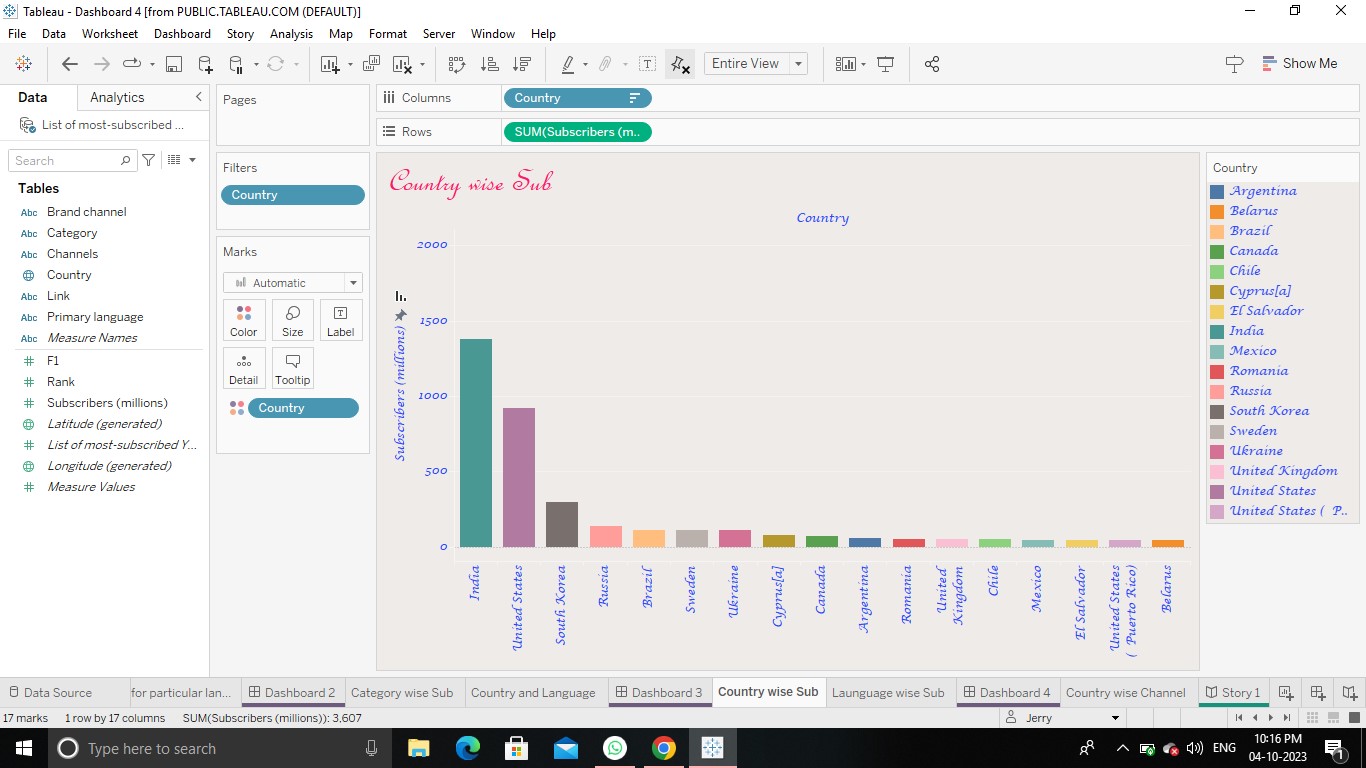 Tableau - Dashboard 4 [from PUBLIC.TABLEAU.COM (DEFAULT)]
File Data Worksheet Dashboard Story Analysis Map Format Server Window Help
Entire View
Show Me
Data Analytics
List of most-subscribed ...
Search
Tables
Abc Brand channel
Abc Category
Abc Channels
Country
Abc Link
Abc Primary language
Abc Measure Names
F1
Rank
Subscribers (millions)
Latitude (generated)
List of most-subscribed Y...
Longitude (generated)
Measure Values
Pages
Filters
Country
Marks
Automatic
Color Size Label
Detail Tooltip
Country
Columns Country
Rows SUM(Subscribers (m..
Country wise Sub
Country
Subscribers (millions)
2000
1500
1000
500
0
India
United States
South Korea
Russia
Brazil
Sweden
Ukraine
Cyprus[a]
Canada
Argentina
Romania
United
Kingdom
Chile
Mexico
El Salvador
United States
( Puerto Rico)
Belarus
Country
Argentina
Belarus
Brazil
Canada
Chile
Cyprus[a]
El Salvador
India
Mexico
Romania
Russia
South Korea
Sweden
Ukraine
United Kingdom
United States
United States ( P..
Data Source for particular lan... Dashboard 2 Category wise Sub Country and Language Dashboard 3 Country wise Sub Launguage wise Sub Dashboard 4 Country wise Channel Story 1
17 marks 1 row by 17 columns SUM(Subscribers (millions)): 3,607 Jerry
Type here to search
ENG
10:16 PM
04-10-2023
1